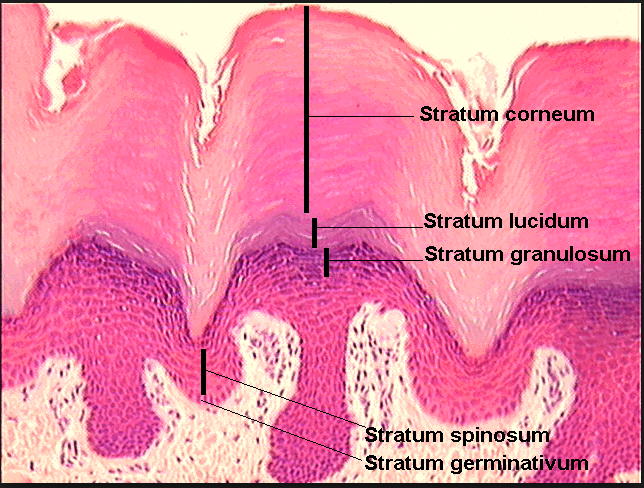 Stratum corneum
Stratum lucidum
Stratum granulosum
Stratum spinosum
Stratum germinativum